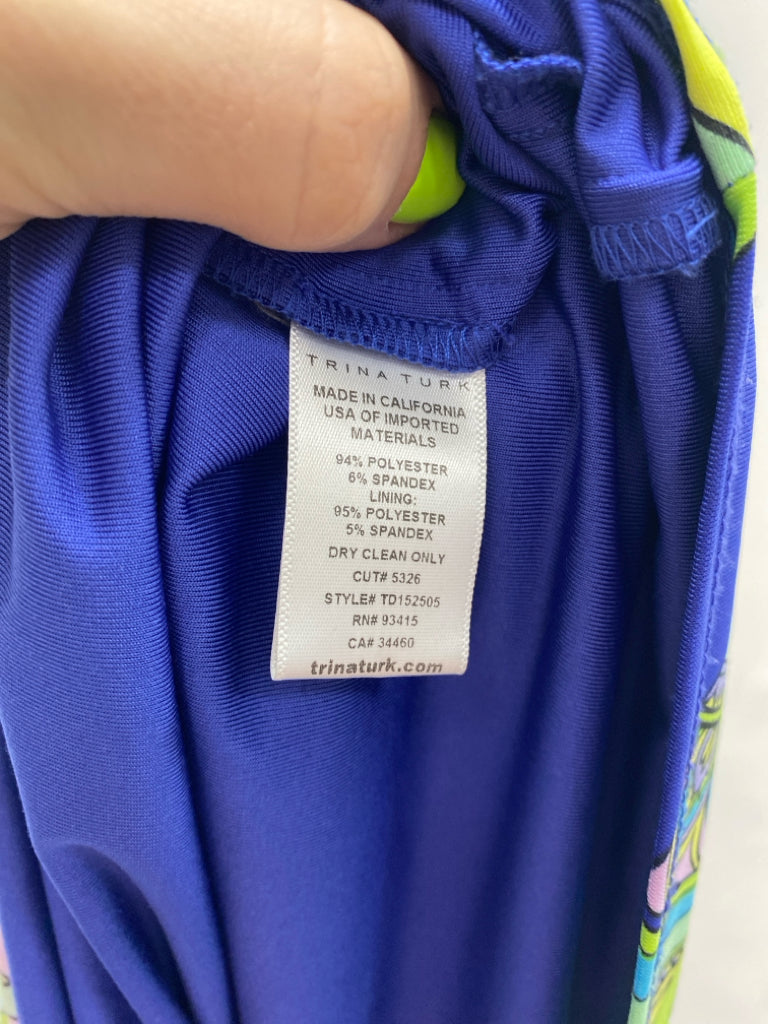 TRINA TURK
MADE IN CALIFORNIA
USA OF IMPORTED
MATERIALS
94% POLYESTER
6% SPANDEX
LINING:
95% POLYESTER
5% SPANDEX
DRY CLEAN ONLY
CUT# 5326
STYLE# TD152505
RN# 93415
CA# 34460
trinaturk.com